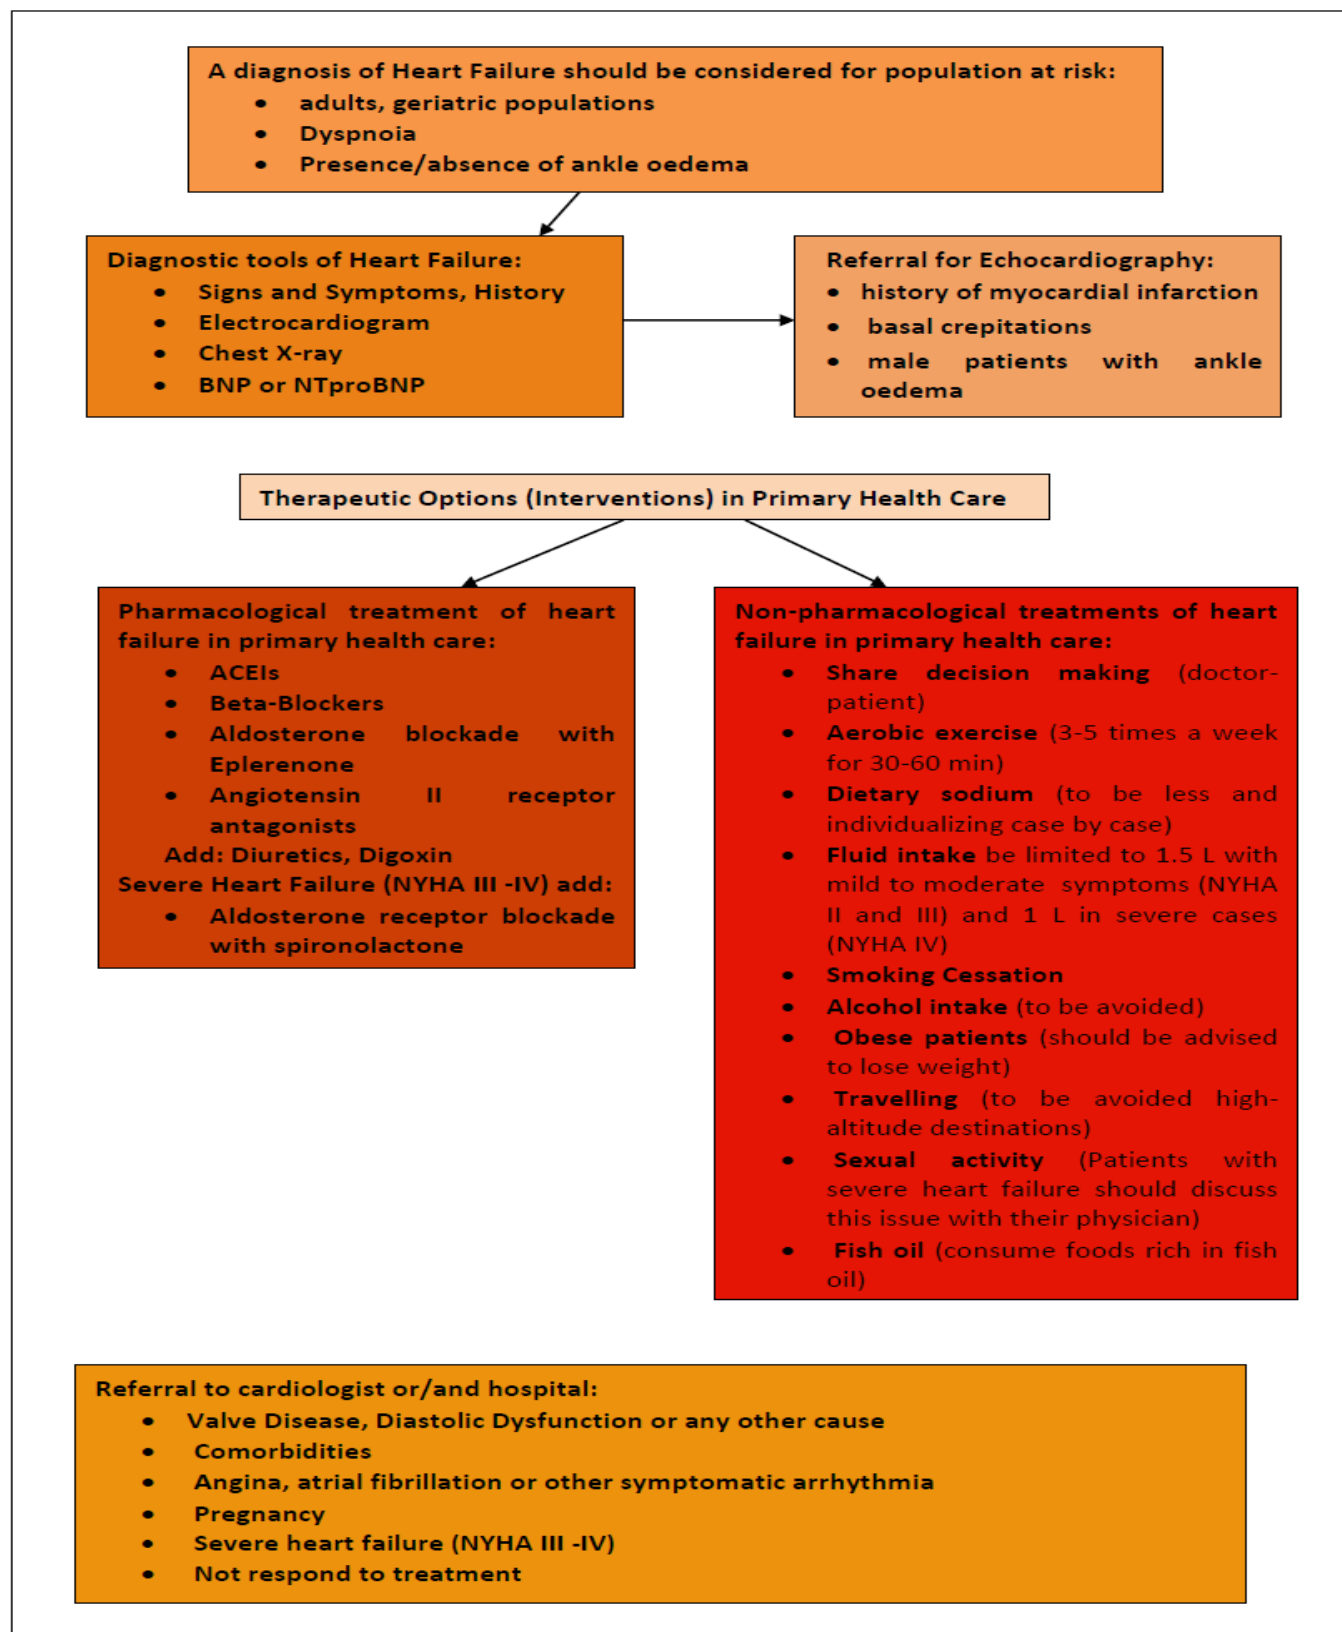 A diagnosis of Heart Failure should be considered for population at risk:
• adults, geriatric populations
• Dyspnoia
• Presence/absence of ankle oedema
Diagnostic tools of Heart Failure:
• Signs and Symptoms, History
• Electrocardiogram
• Chest X-ray
• BNP or NTproBNP
Referral for Echocardiography:
• history of myocardial infarction
• basal crepitations
• male patients with ankle
oedema
Therapeutic Options (Interventions) in Primary Health Care
Pharmacological treatment of heart
failure in primary health care:
• ACEIs
• Beta-Blockers
• Aldosterone blockade with
Eplerenone
• Angiotensin II receptor
antagonists
Add: Diuretics, Digoxin
Severe Heart Failure (NYHA III -IV) add:
• Aldosterone receptor blockade
with spironolactone
Non-pharmacological treatments of heart
failure in primary health care:
• Share decision making (doctor-
patient)
• Aerobic exercise (3-5 times a week
for 30-60 min)
• Dietary sodium (to be less and
individualizing case by case)
• Fluid intake be limited to 1.5 L with
mild to moderate symptoms (NYHA
II and III) and 1 L in severe cases
(NYHA IV)
• Smoking Cessation
• Alcohol intake (to be avoided)
• Obese patients (should be advised
to lose weight)
• Travelling (to be avoided high-
altitude destinations)
• Sexual activity (Patients with
severe heart failure should discuss
this issue with their physician)
• Fish oil (consume foods rich in fish
oil)
Referral to cardiologist or/and hospital:
• Valve Disease, Diastolic Dysfunction or any other cause
• Comorbidities
• Angina, atrial fibrillation or other symptomatic arrhythmia
• Pregnancy
• Severe heart failure (NYHA III -IV)
• Not respond to treatment